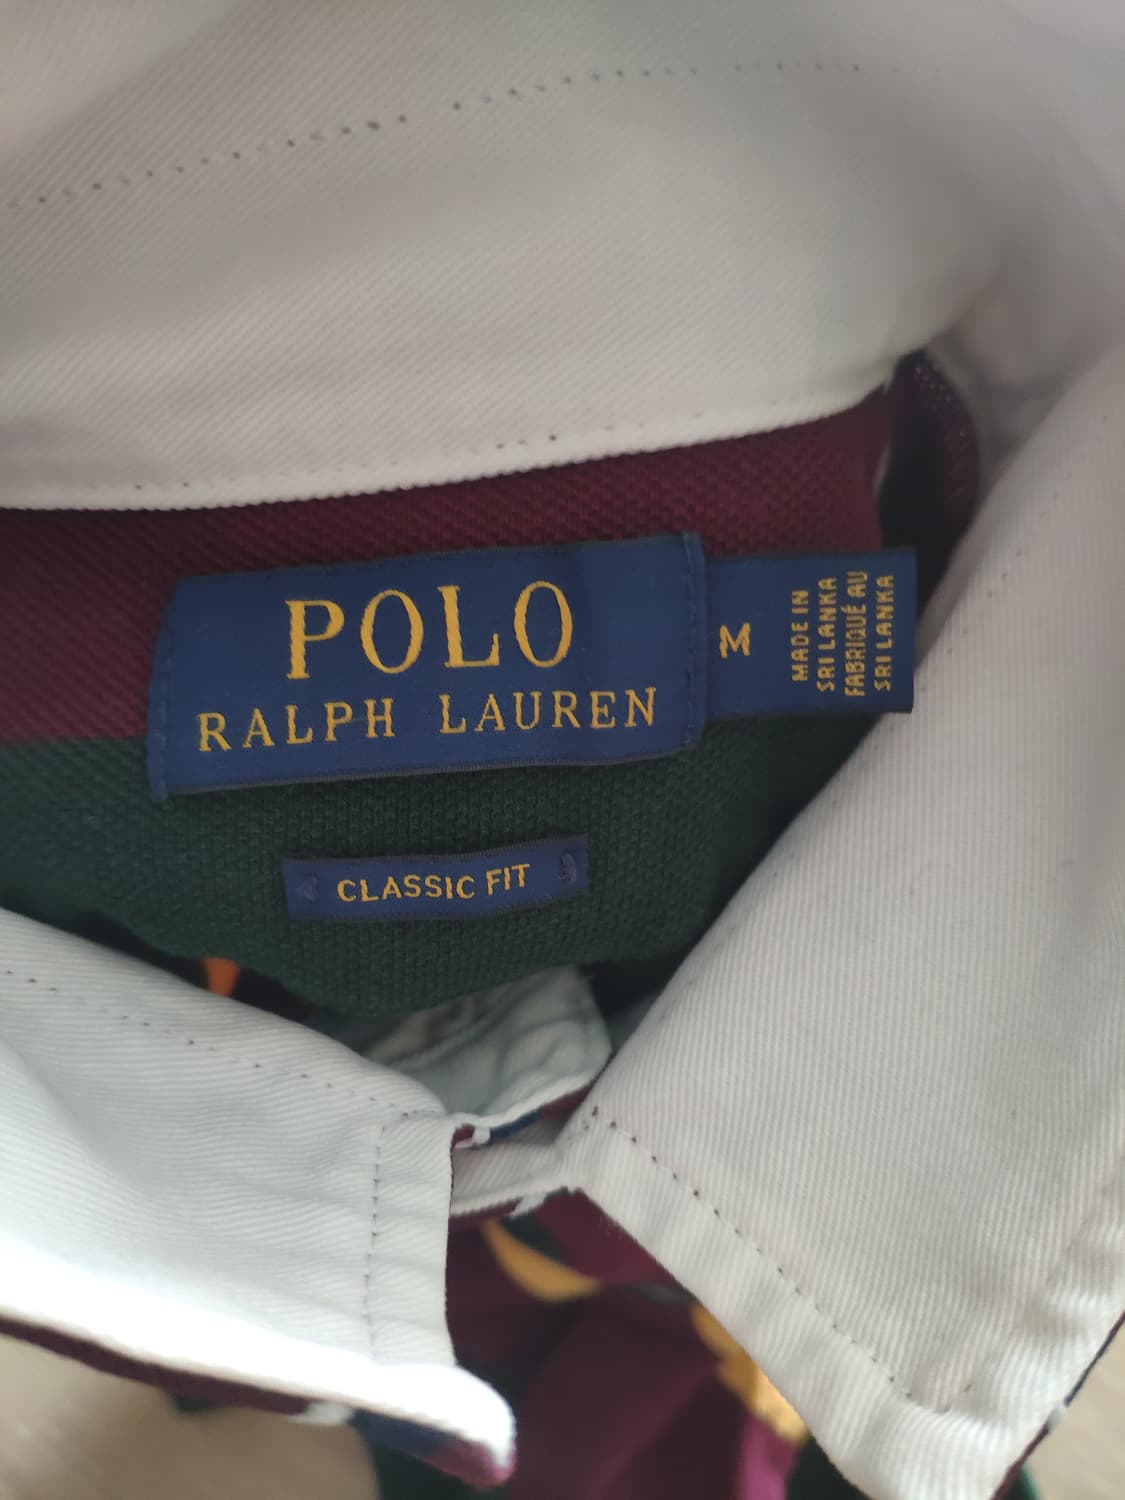 POLO
RALPH LAUREN
M
MADE IN
SRI LANKA
FABRIQUÉ AU
SRI LANKA
CLASSIC FIT